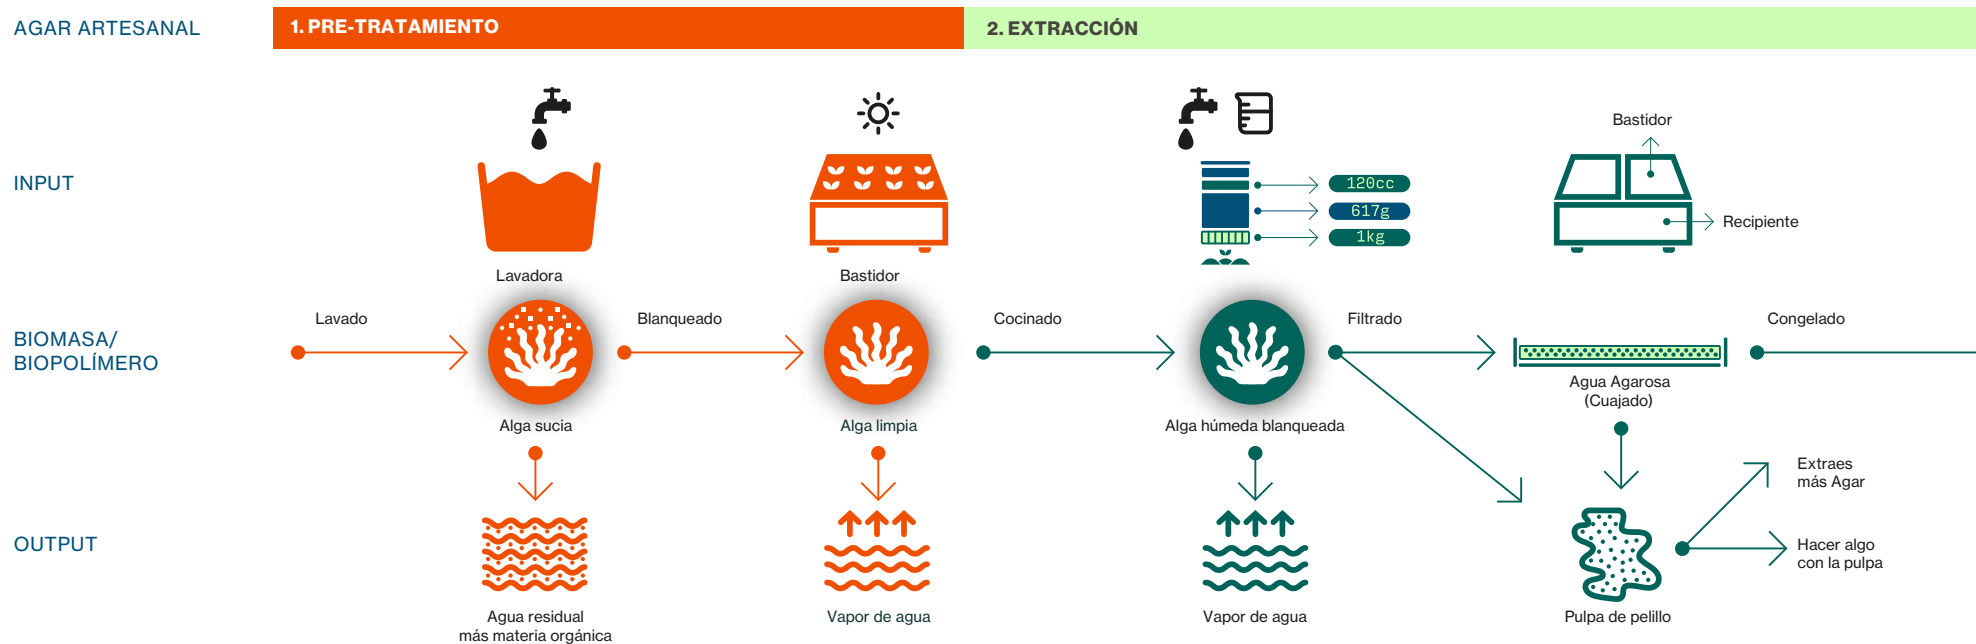 AGAR ARTESANAL
1. PRE-TRATAMIENTO
2. EXTRACCIÓN
INPUT
120cc
617g
1kg
Bastidor
Recipiente
Lavadora
Bastidor
BIOMASA/
BIOPOLÍMERO
Lavado
Blanqueado
Cocinado
Filtrado
Congelado
Alga sucia
Alga limpia
Alga húmeda blanqueada
Agua Agarosa
(Cuajado)
Extraes
más Agar
OUTPUT
Hacer algo
con la pulpa
Agua residual
más materia orgánica
Vapor de agua
Vapor de agua
Pulpa de pelillo